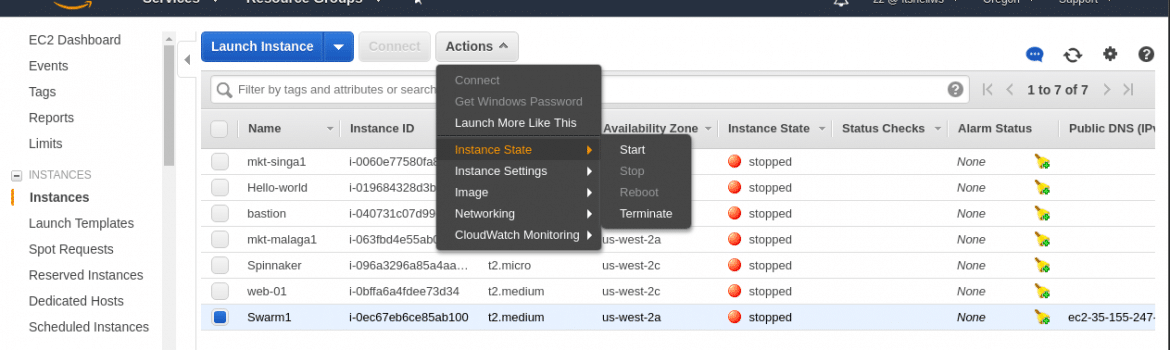 Services Resource Groups Oregon Support
EC2 Dashboard
Events
Tags
Reports
Limits
INSTANCES
Instances
Launch Templates
Spot Requests
Reserved Instances
Dedicated Hosts
Scheduled Instances
Launch Instance Connect Actions
Filter by tags and attributes or search 1 to 7 of 7
Connect
Get Windows Password
Launch More Like This
Instance State
Instance Settings
Image
Networking
CloudWatch Monitoring
Start
Stop
Reboot
Terminate
Name Instance ID Availability Zone Instance State Status Checks Alarm Status Public DNS (IPv
mkt-singa1 i-0060e77580fa8 stopped None
Hello-world i-019684328d3b stopped None
bastion i-040731c07d99 stopped None
mkt-malaga1 i-063fbd4e55ab0 us-west-2a stopped None
Spinnaker i-096a3296a85a4aa… t2.micro us-west-2c stopped None
web-01 i-0bffa6a4fdee73d34 t2.medium us-west-2c stopped None
Swarm1 i-0ec67eb6ce85ab100 t2.medium us-west-2a stopped None ec2-35-155-247-